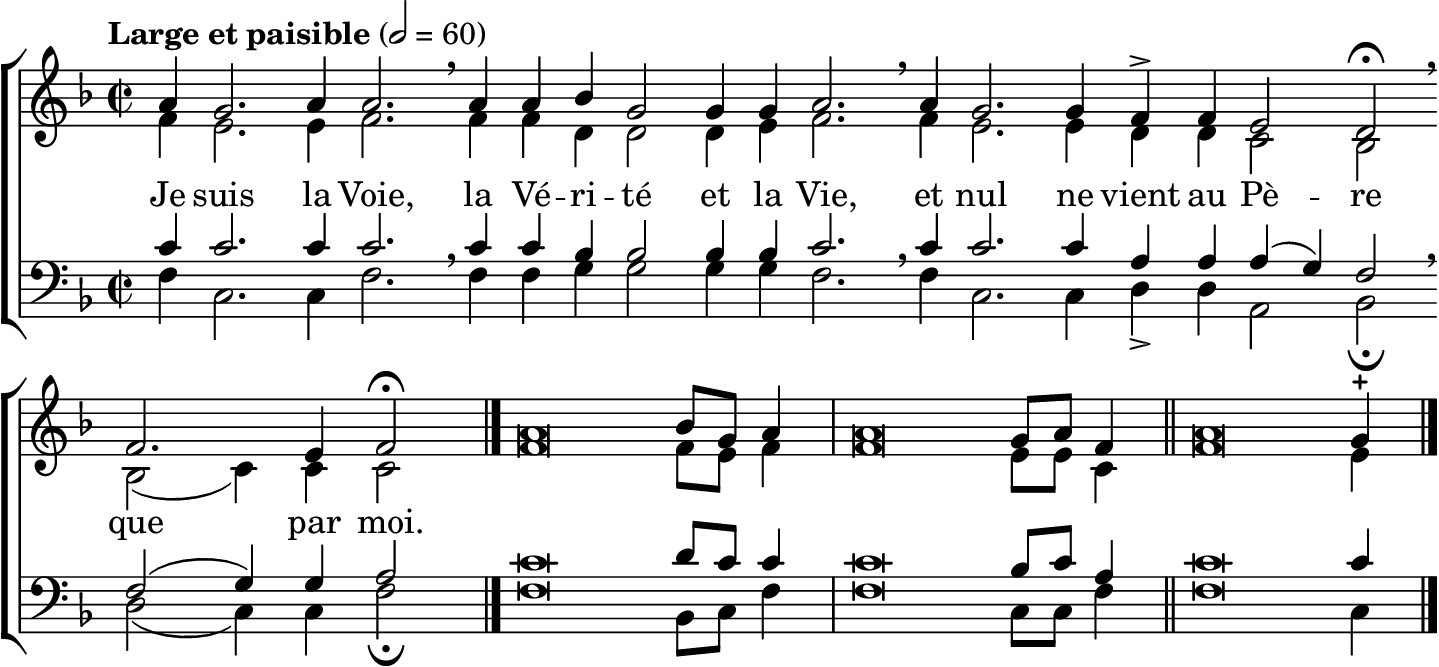 Large et paisible (𝅗𝅥 = 60)
Je suis la Voie, la Vé -- ri -- té et la Vie, et nul ne vient au Pè -- re
que par moi.